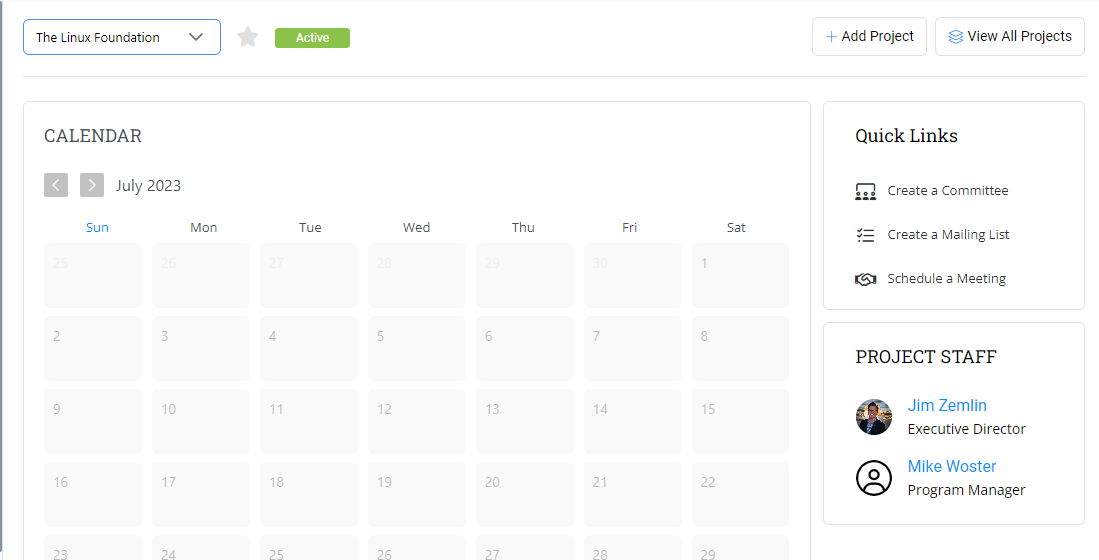 The Linux Foundation
Active
Add Project
View All Projects
CALENDAR
July 2023
Sun Mon Tue Wed Thu Fri Sat
25 26 27 28 29 30 1
2 3 4 5 6 7 8
9 10 11 12 13 14 15
16 17 18 19 20 21 22
23 24 25 26 27 28 29
Quick Links
Create a Committee
Create a Mailing List
Schedule a Meeting
PROJECT STAFF
Jim Zemlin
Executive Director
Mike Woster
Program Manager